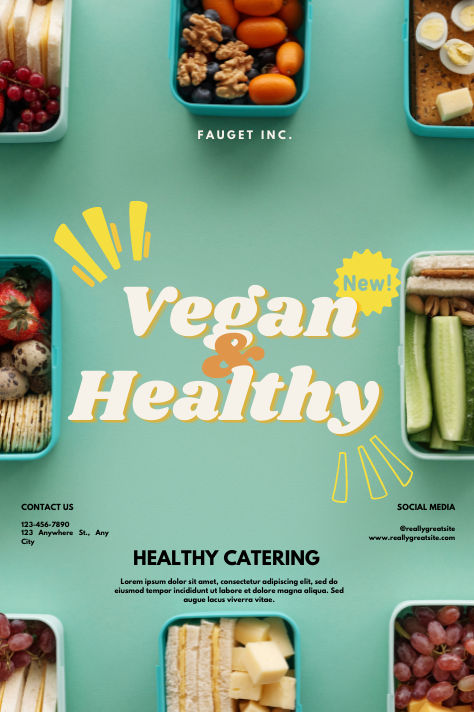 FAUGET INC.
New!
Vegan
&
Healthy
CONTACT US
123-456-7890
123 Anywhere St., Any
City
SOCIAL MEDIA
@reallygreatsite
www.reallygreatsite.com
HEALTHY CATERING
Lorem ipsum dolor sit amet, consectetur adipiscing elit, sed do
eiusmod tempor incididunt ut labore et dolore magna aliqua. Sed
augue lacus viverra vitae.